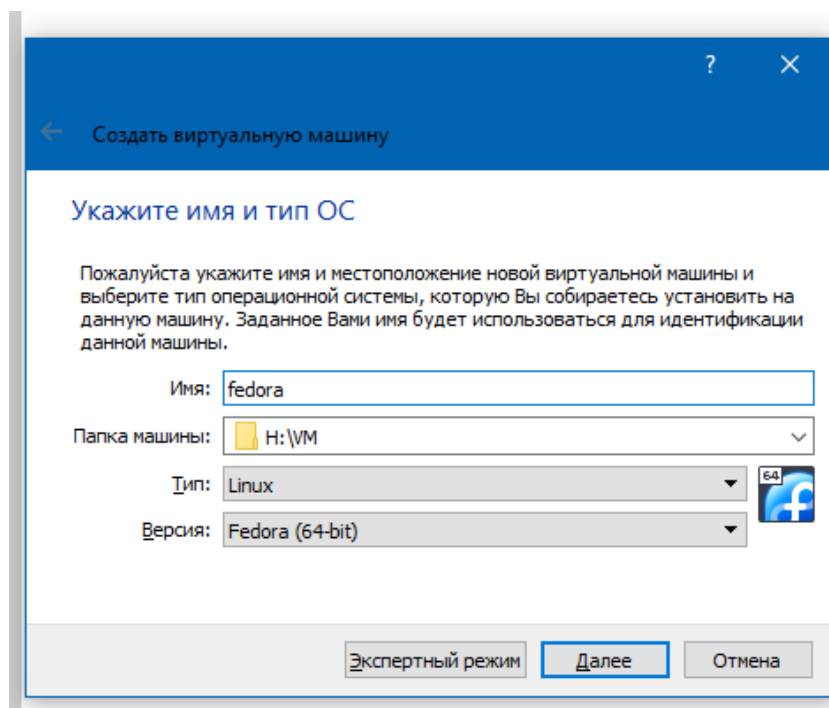 ?
Создать виртуальную машину
Укажите имя и тип ОС
Пожалуйста укажите имя и местоположение новой виртуальной машины и
выберите тип операционной системы, которую Вы собираетесь установить на
данную машину. Заданное Вами имя будет использоваться для идентификации
данной машины.
Имя: fedora
Папка машины: H:\VM
Тип: Linux
64
Версия: Fedora (64-bit)
Экспертный режим Далее Отмена